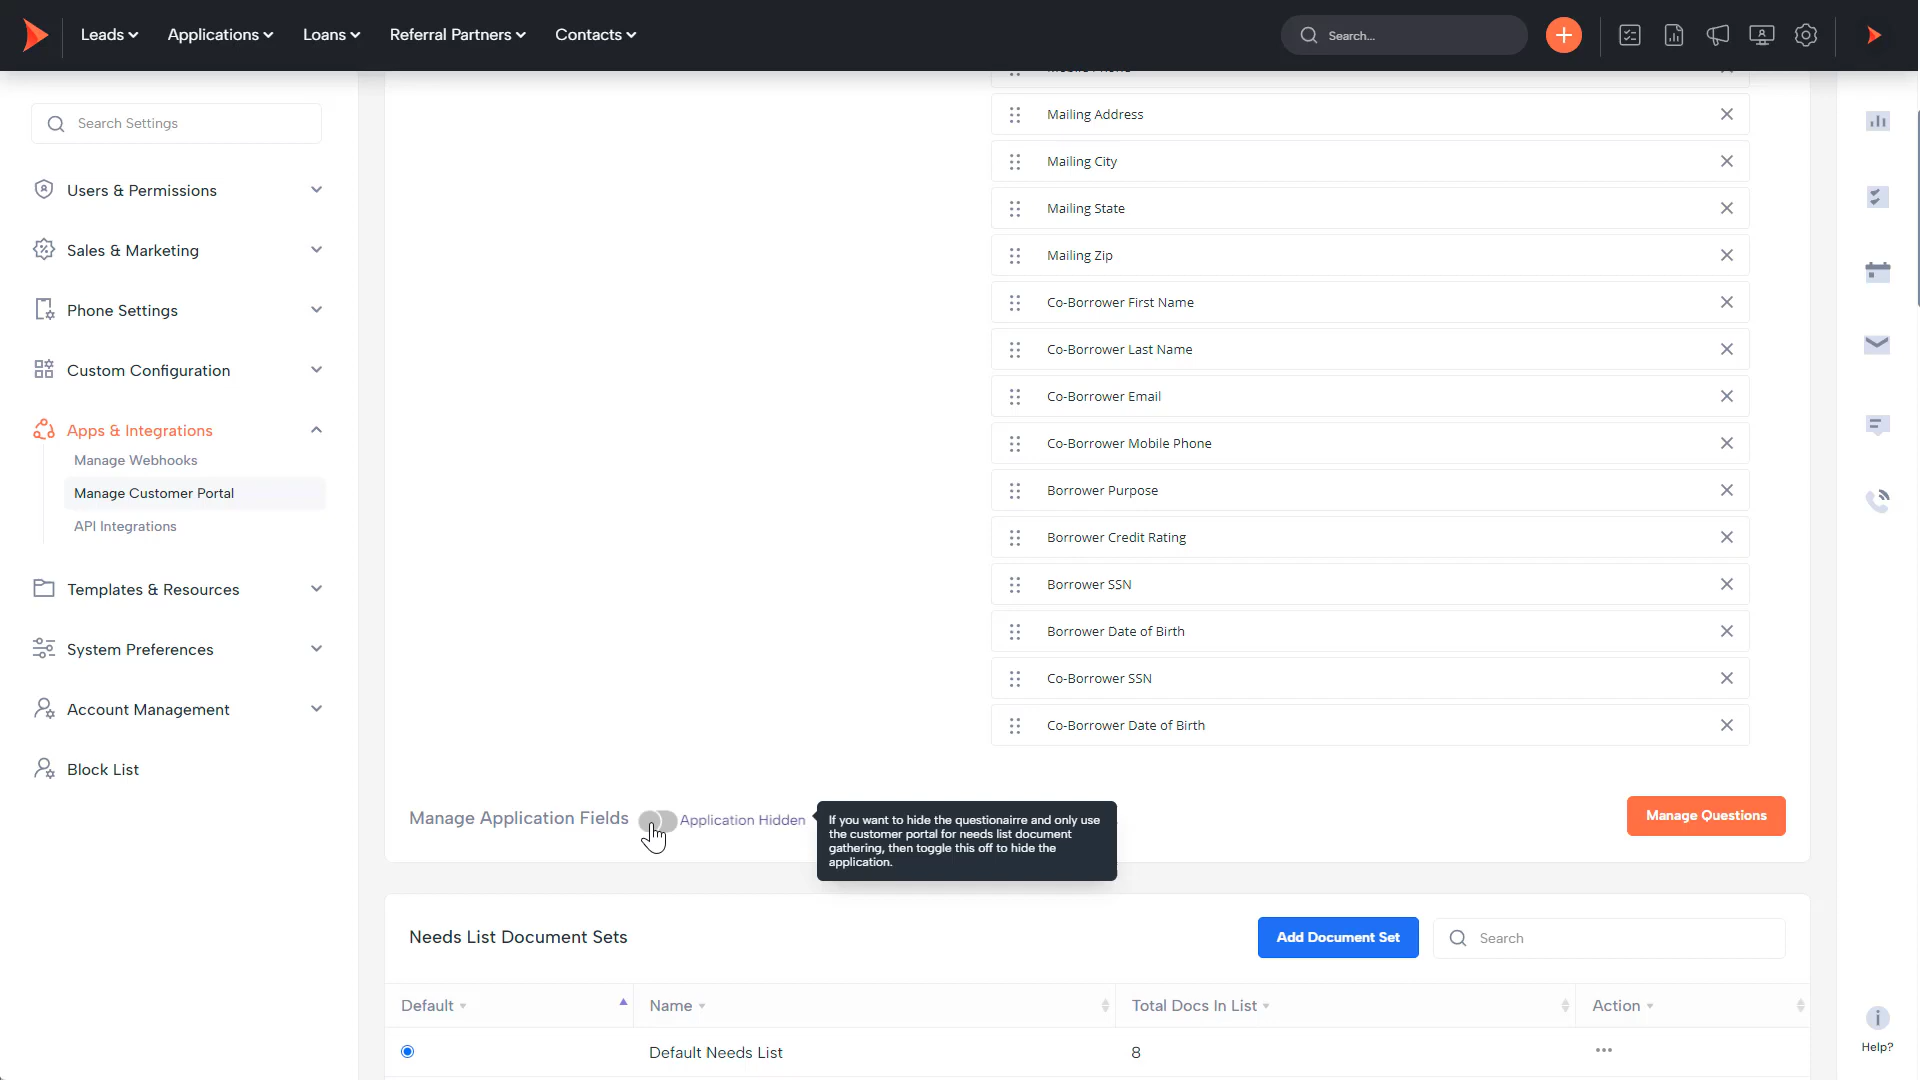 Leads
Applications
Loans
Referral Partners
Contacts
Search...
Search Settings
Users & Permissions
Sales & Marketing
Phone Settings
Custom Configuration
Apps & Integrations
Manage Webhooks
Manage Customer Portal
API Integrations
Templates & Resources
System Preferences
Account Management
Block List
Mailing Address
Mailing City
Mailing State
Mailing Zip
Co-Borrower First Name
Co-Borrower Last Name
Co-Borrower Email
Co-Borrower Mobile Phone
Borrower Purpose
Borrower Credit Rating
Borrower SSN
Borrower Date of Birth
Co-Borrower SSN
Co-Borrower Date of Birth
Manage Application Fields
Application Hidden
If you want to hide the questionairre and only use
the customer portal for needs list document
gathering, then toggle this off to hide the
application.
Manage Questions
Needs List Document Sets
Add Document Set
Search
Default
Name
Total Docs In List
Action
Default Needs List
8
Help?